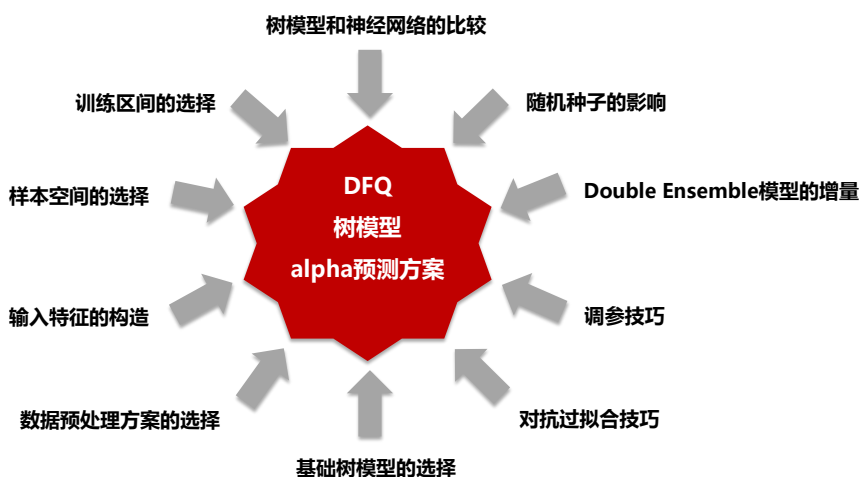 树模型和神经网络的比较
训练区间的选择
随机种子的影响
样本空间的选择
DFQ
树模型
alpha预测方案
Double Ensemble模型的增量
输入特征的构造
调参技巧
数据预处理方案的选择
对抗过拟合技巧
基础树模型的选择